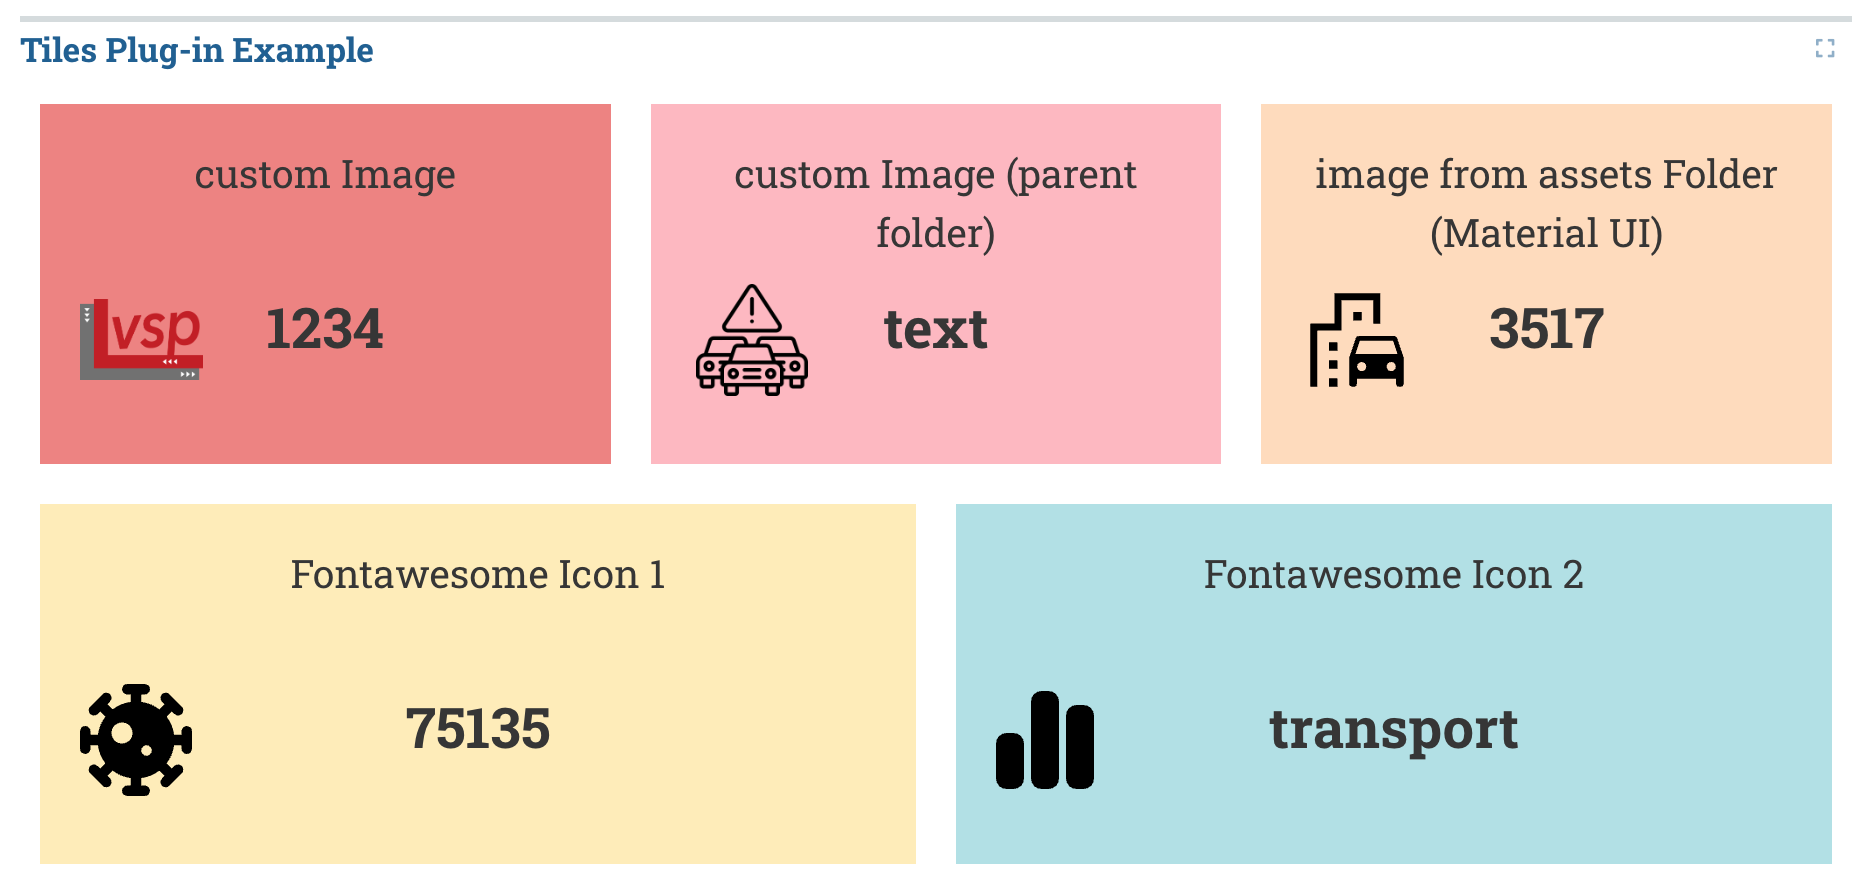 Tiles Plug-in Example
custom Image
vsp
1234
custom Image (parent
folder)
text
image from assets Folder
(Material UI)
3517
Fontawesome Icon 1
75135
Fontawesome Icon 2
transport